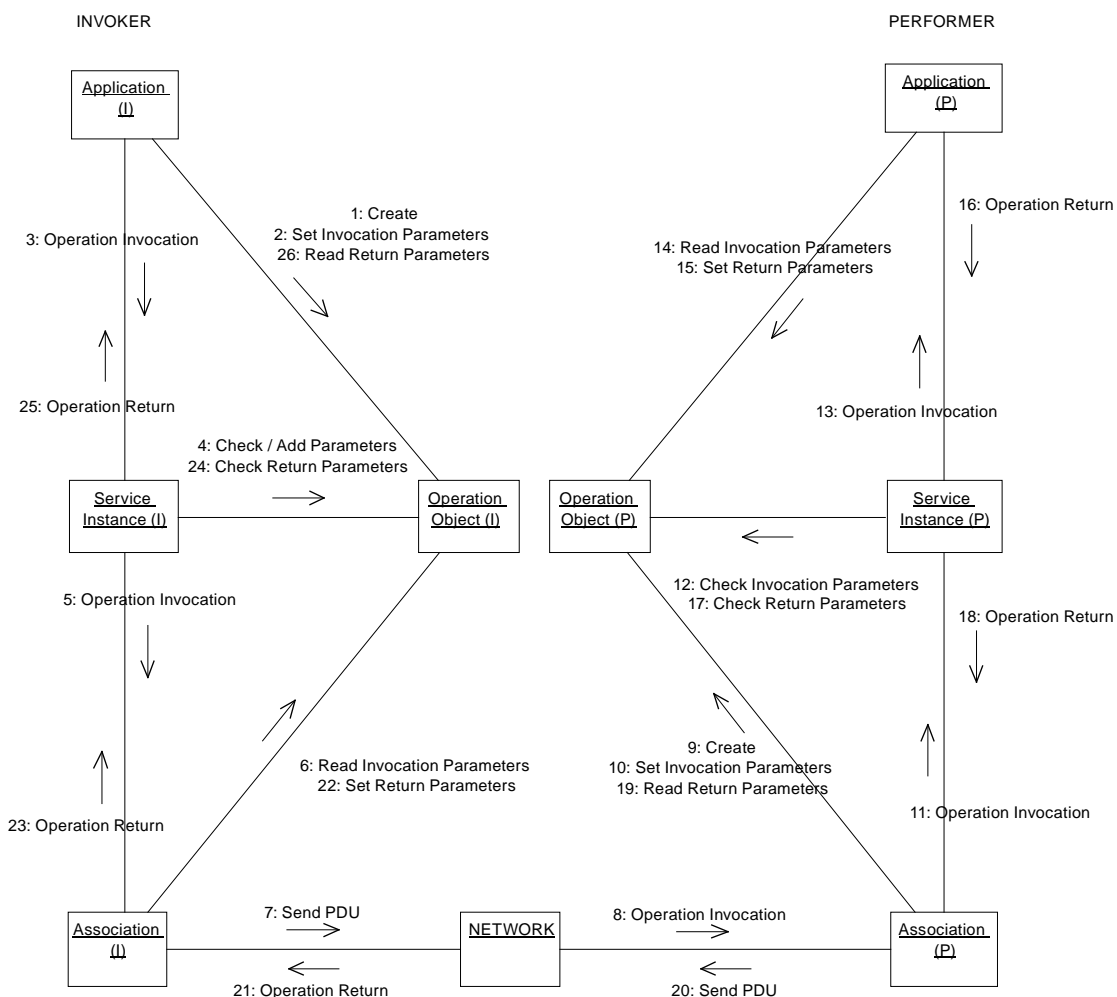 INVOKER
PERFORMER
Application
(I)
Application
(P)
1: Create
2: Set Invocation Parameters
26: Read Return Parameters
3: Operation Invocation
16: Operation Return
14: Read Invocation Parameters
15: Set Return Parameters
25: Operation Return
13: Operation Invocation
4: Check / Add Parameters
24: Check Return Parameters
Service
Instance (I)
Operation
Object (I)
Operation
Object (P)
Service
Instance (P)
5: Operation Invocation
12: Check Invocation Parameters
17: Check Return Parameters
18: Operation Return
6: Read Invocation Parameters
22: Set Return Parameters
9: Create
10: Set Invocation Parameters
19: Read Return Parameters
23: Operation Return
11: Operation Invocation
7: Send PDU
8: Operation Invocation
Association
(I)
NETWORK
Association
(P)
21: Operation Return
20: Send PDU